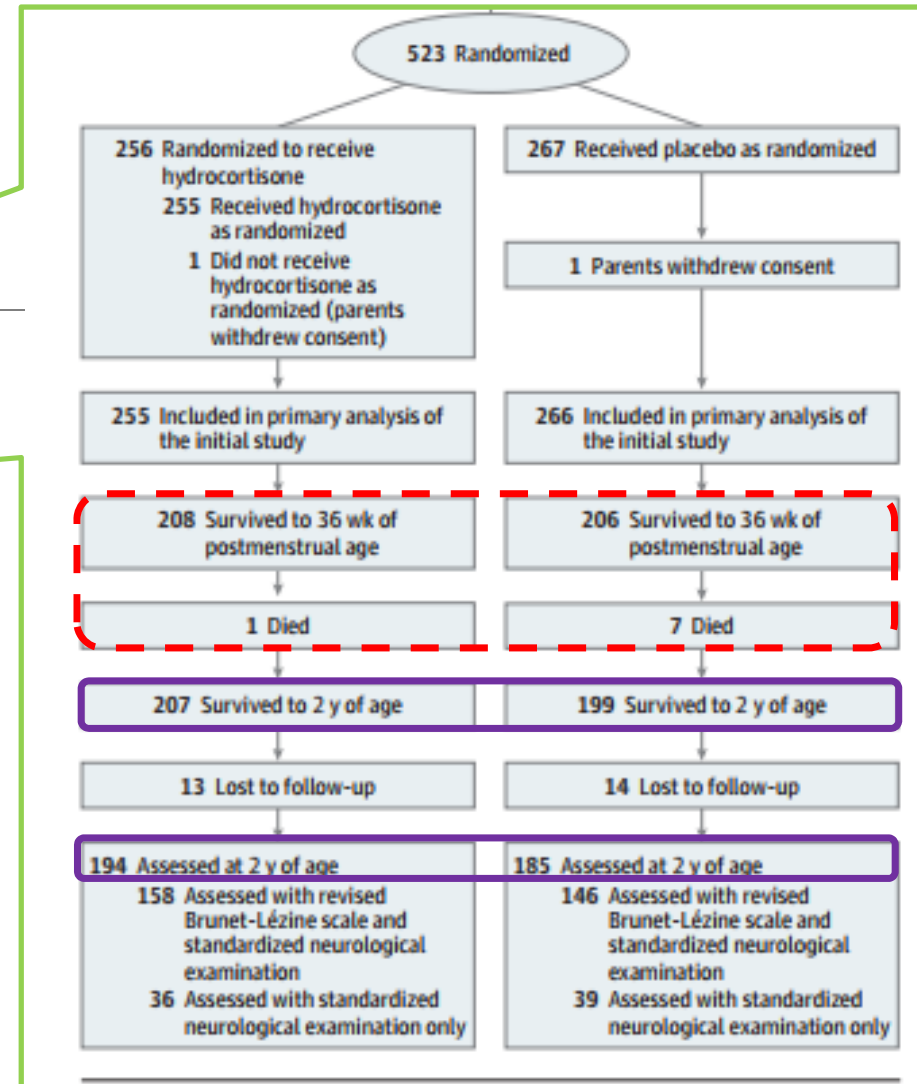 523 Randomized
256 Randomized to receive
hydrocortisone
255 Received hydrocortisone
as randomized
1 Did not receive
hydrocortisone as
randomized (parents
withdrew consent)
267 Received placebo as randomized
1 Parents withdrew consent
255 Included in primary analysis of
the initial study
266 Included in primary analysis of
the initial study
208 Survived to 36 wk of
postmenstrual age
206 Survived to 36 wk of
postmenstrual age
1 Died
7 Died
207 Survived to 2 y of age
199 Survived to 2 y of age
13 Lost to follow-up
14 Lost to follow-up
194 Assessed at 2 y of age
158 Assessed with revised
Brunet-Lézine scale and
standardized neurological
examination
36 Assessed with standardized
neurological examination only
185 Assessed at 2 y of age
146 Assessed with revised
Brunet-Lézine scale and
standardized neurological
examination
39 Assessed with standardized
neurological examination only